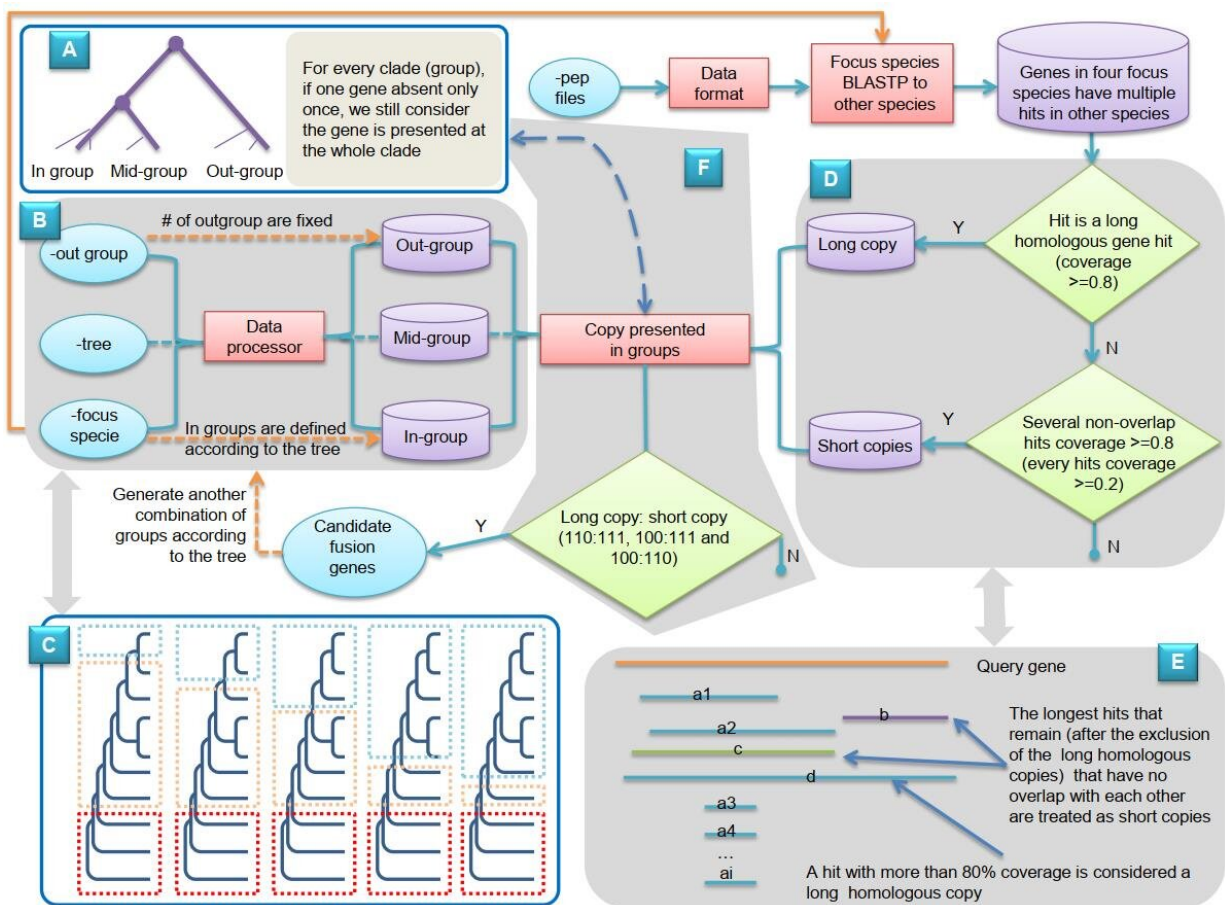 A
In group
Mid-group
Out-group
For every clade (group),
if one gene absent only
once, we still consider
the gene is presented at
the whole clade
-pep
files
Data
format
Focus species
BLASTP to
other species
Genes in four focus
species have multiple
hits in other species
B
# of outgroup are fixed
-out group
-tree
-focus
specie
Data
processor
Out-group
Mid-group
In-group
In groups are defined
according to the tree
F
Copy presented
in groups
D
Long copy
Y
Hit is a long
homologous gene hit
(coverage
>=0.8)
N
Short copies
Y
Several non-overlap
hits coverage >=0.8
(every hits coverage
>=0.2)
N
Generate another
combination of
groups according
to the tree
Candidate
fusion
genes
Y
Long copy: short copy
(110:111, 100:111 and
100:110)
N
C
E
Query gene
a1
b
a2
c
d
a3
a4
...
ai
The longest hits that
remain (after the exclusion
of the long homologous
copies) that have no
overlap with each other
are treated as short copies
A hit with more than 80% coverage is considered a
long homologous copy